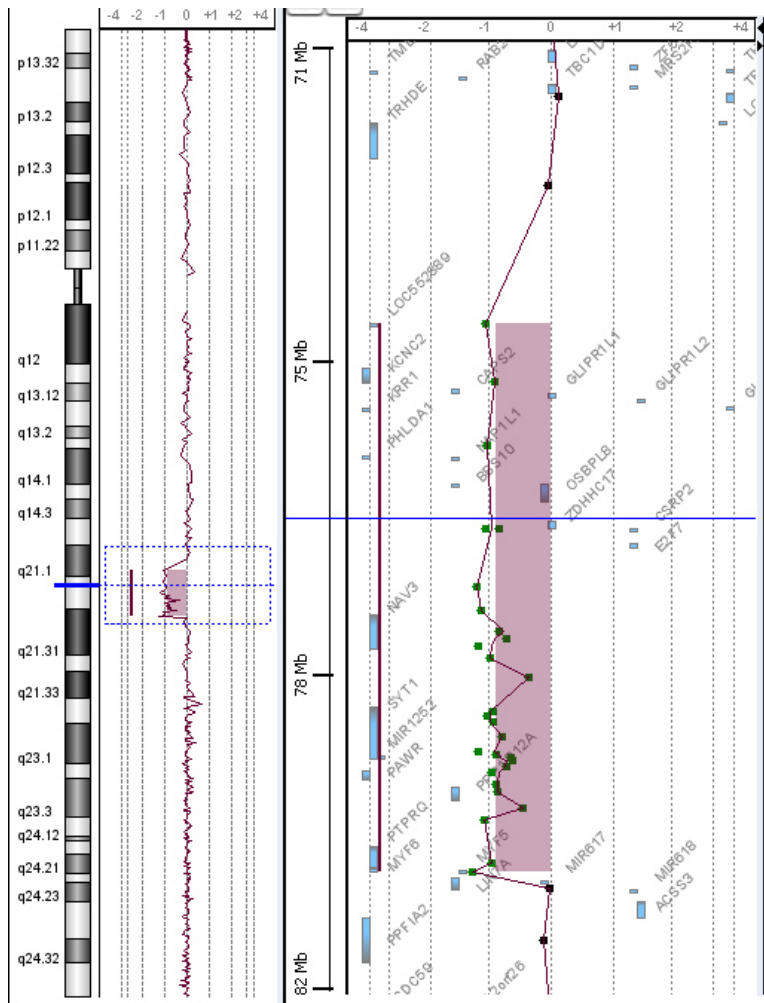 -4 -2 -1 0 +1 +2 +4
p13.32
p13.2
p12.3
p12.1
p11.22
q12
q13.12
q13.2
q14.1
q14.3
q21.1
q21.31
q21.33
q23.1
q23.3
q24.12
q24.21
q24.23
q24.32
-4 -2 -1 0 +1 +2 +4
71 Mb
75 Mb
78 Mb
82 Mb
TBC1D
MRS2P
TRHDE
KCNC2
KRR1
CAPS2
GLIPR1L1
GLIPR1L2
PHLDA1
NAP1L1
BBS10
OSBPL8
ZDHHC17
CSRP2
E2F7
NAV3
SYT1
MIR1252
PAWR
PTPRQ
MYF6
MYF5
LIN7A
MIR617
MIR618
ACSS3
PPFIA2
CDC59